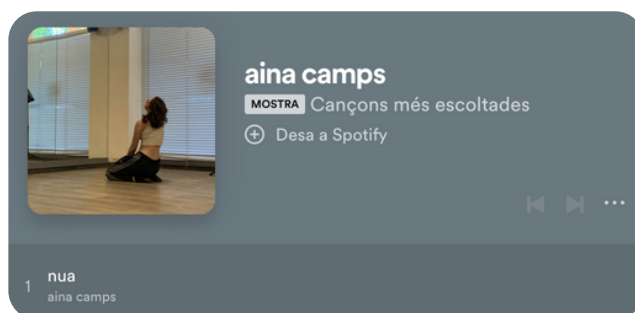 aina camps
MOSTRA Cançons més escoltades
Desa a Spotify
1
nua
aina camps